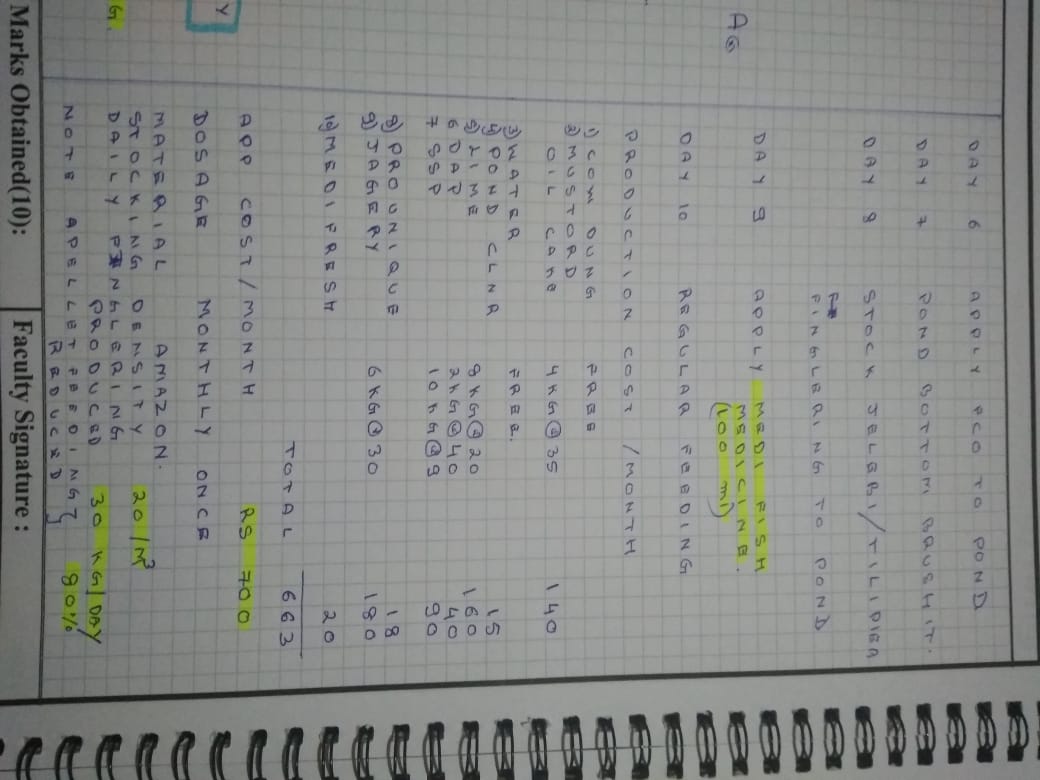 DAY 6 APPLY PCO TO POND
DAY 7 POND BOTTOM BRUSHIT.
DAY 8 STOCK JELEBI/TILIPIEA
FINGLERING TO POND
DAY 9 APPLY MEDI FISH
MEDICINE.
(100 ml)
DAY 10 REGULAR FEEDING
PRODUCTION COST /MONTH
1) COW DUNG FREE
2) MUSTORD
OIL CAKE 4KG@35 140
3) WATER FREE.
4) POND CLNR 15
5) LIME 8KG@20 160
6 DAP 2KG@40 40
7 SSP 10KG@9 90
8) PROUNIQUE 18
9) JAGERY 6KG@30 180
10) MEDIFRESH 20
TOTAL 663
APP COST/MONTH RS 700
DOSAGE MONTHLY ONCE
MATERIAL AMAZON.
STOCKING DENSITY 20/M³
DAILY FINGLERING
PRODUCED 30 KG/DAY
NOTE APELLET FEEDING } 80%
REDUCED
Y
G.
Marks Obtained(10): Faculty Signature :